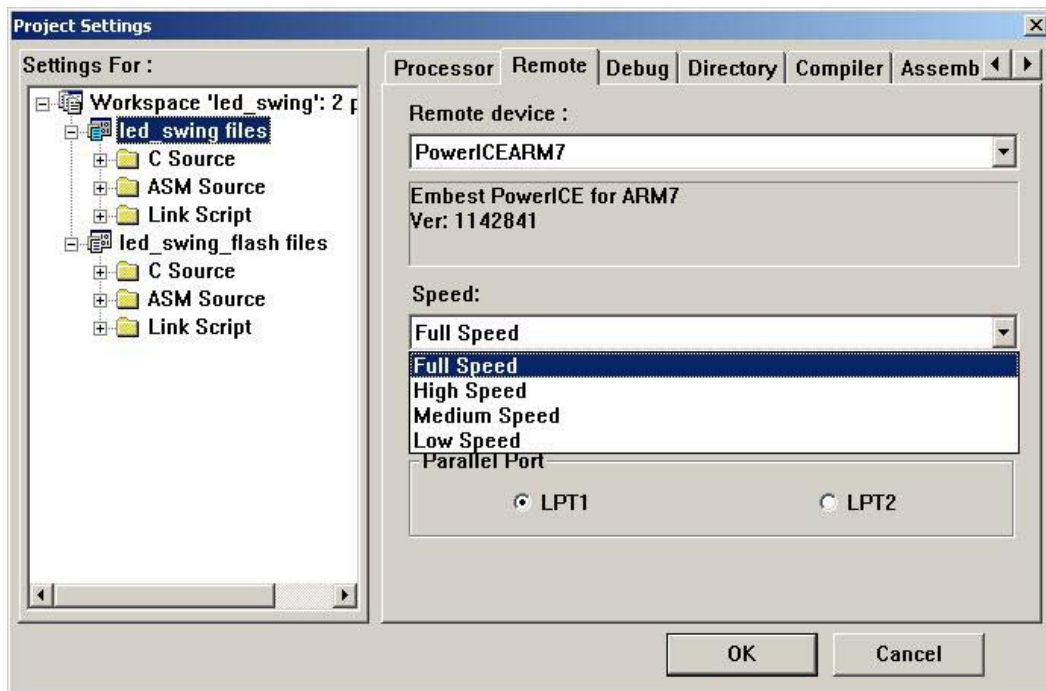 Project Settings
Settings For :
Workspace 'led_swing': 2 p
led_swing files
C Source
ASM Source
Link Script
led_swing_flash files
C Source
ASM Source
Link Script
Processor Remote Debug Directory Compiler Assemb
Remote device :
PowerICEARM7
Embest PowerICE for ARM7
Ver: 1142841
Speed:
Full Speed
Full Speed
High Speed
Medium Speed
Low Speed
Parallel Port
LPT1 LPT2
OK Cancel